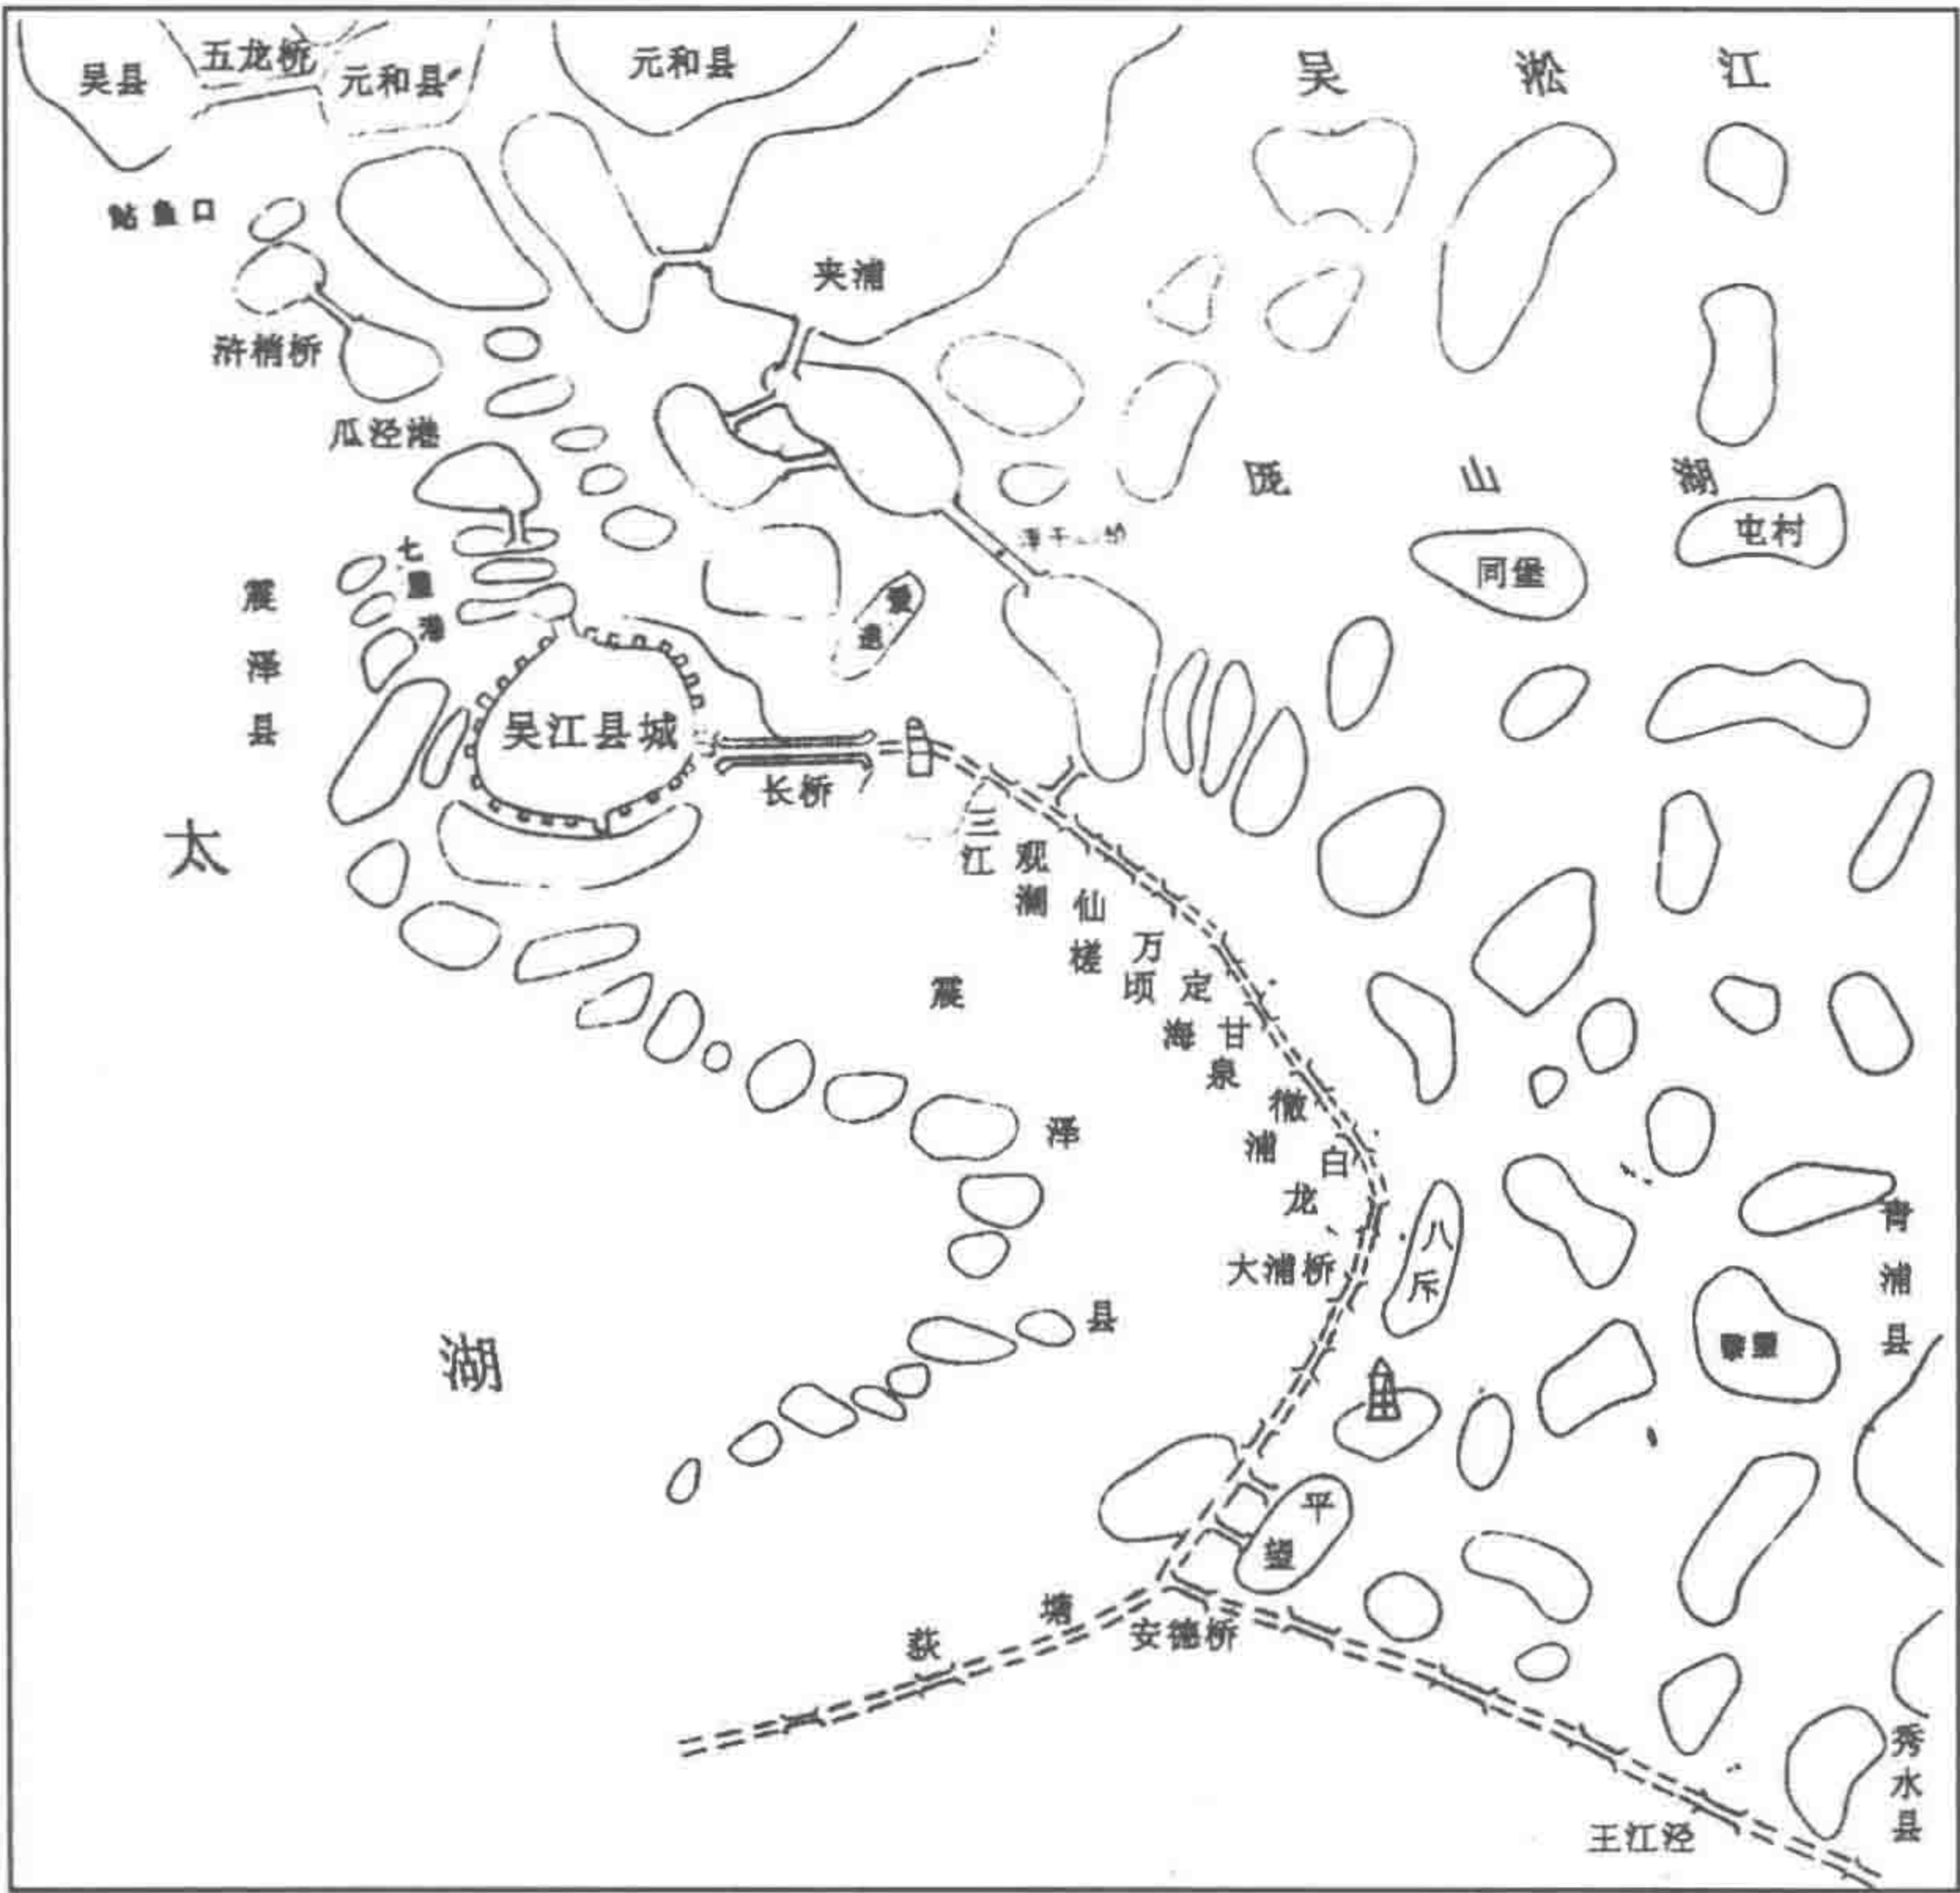 吴县
五龙桥
元和县
元和县
吴淞江
鲇鱼口
夹浦
浒梢桥
瓜泾港
庞山湖
屯村
同堡
七里港
震泽县
吴江县城
长桥
太湖
三江
观澜
仙槎
万顷
定海
甘泉
彻浦
白龙
大浦桥
八斥
震泽县
青浦县
黎里
平望
荻塘
安德桥
王江泾
秀水县